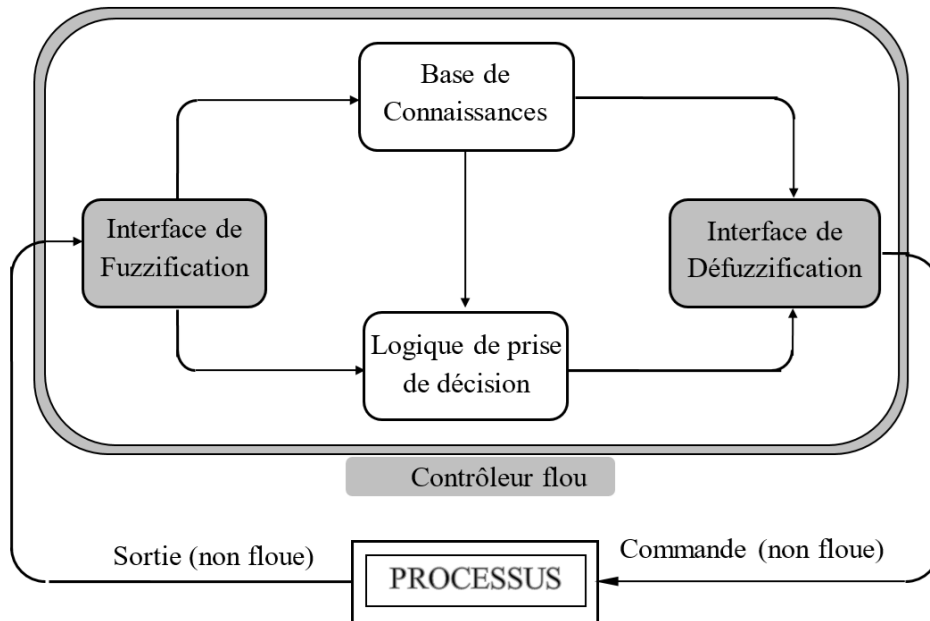 Base de
Connaissances
Interface de
Fuzzification
Interface de
Défuzzification
Logique de prise
de décision
Contrôleur flou
Sortie (non floue)
Commande (non floue)
PROCESSUS